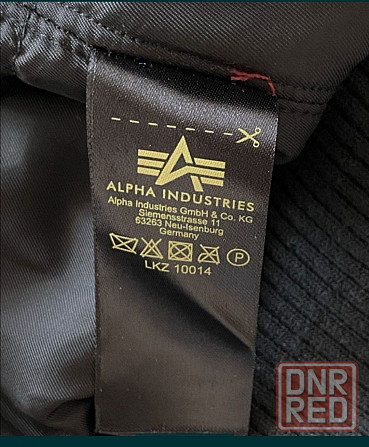 ALPHA INDUSTRIES
Alpha Industries GmbH & Co. KG
Siemensstrasse 11
63263 Neu-Isenburg
Germany
P
LKZ 10014
DNR
RED